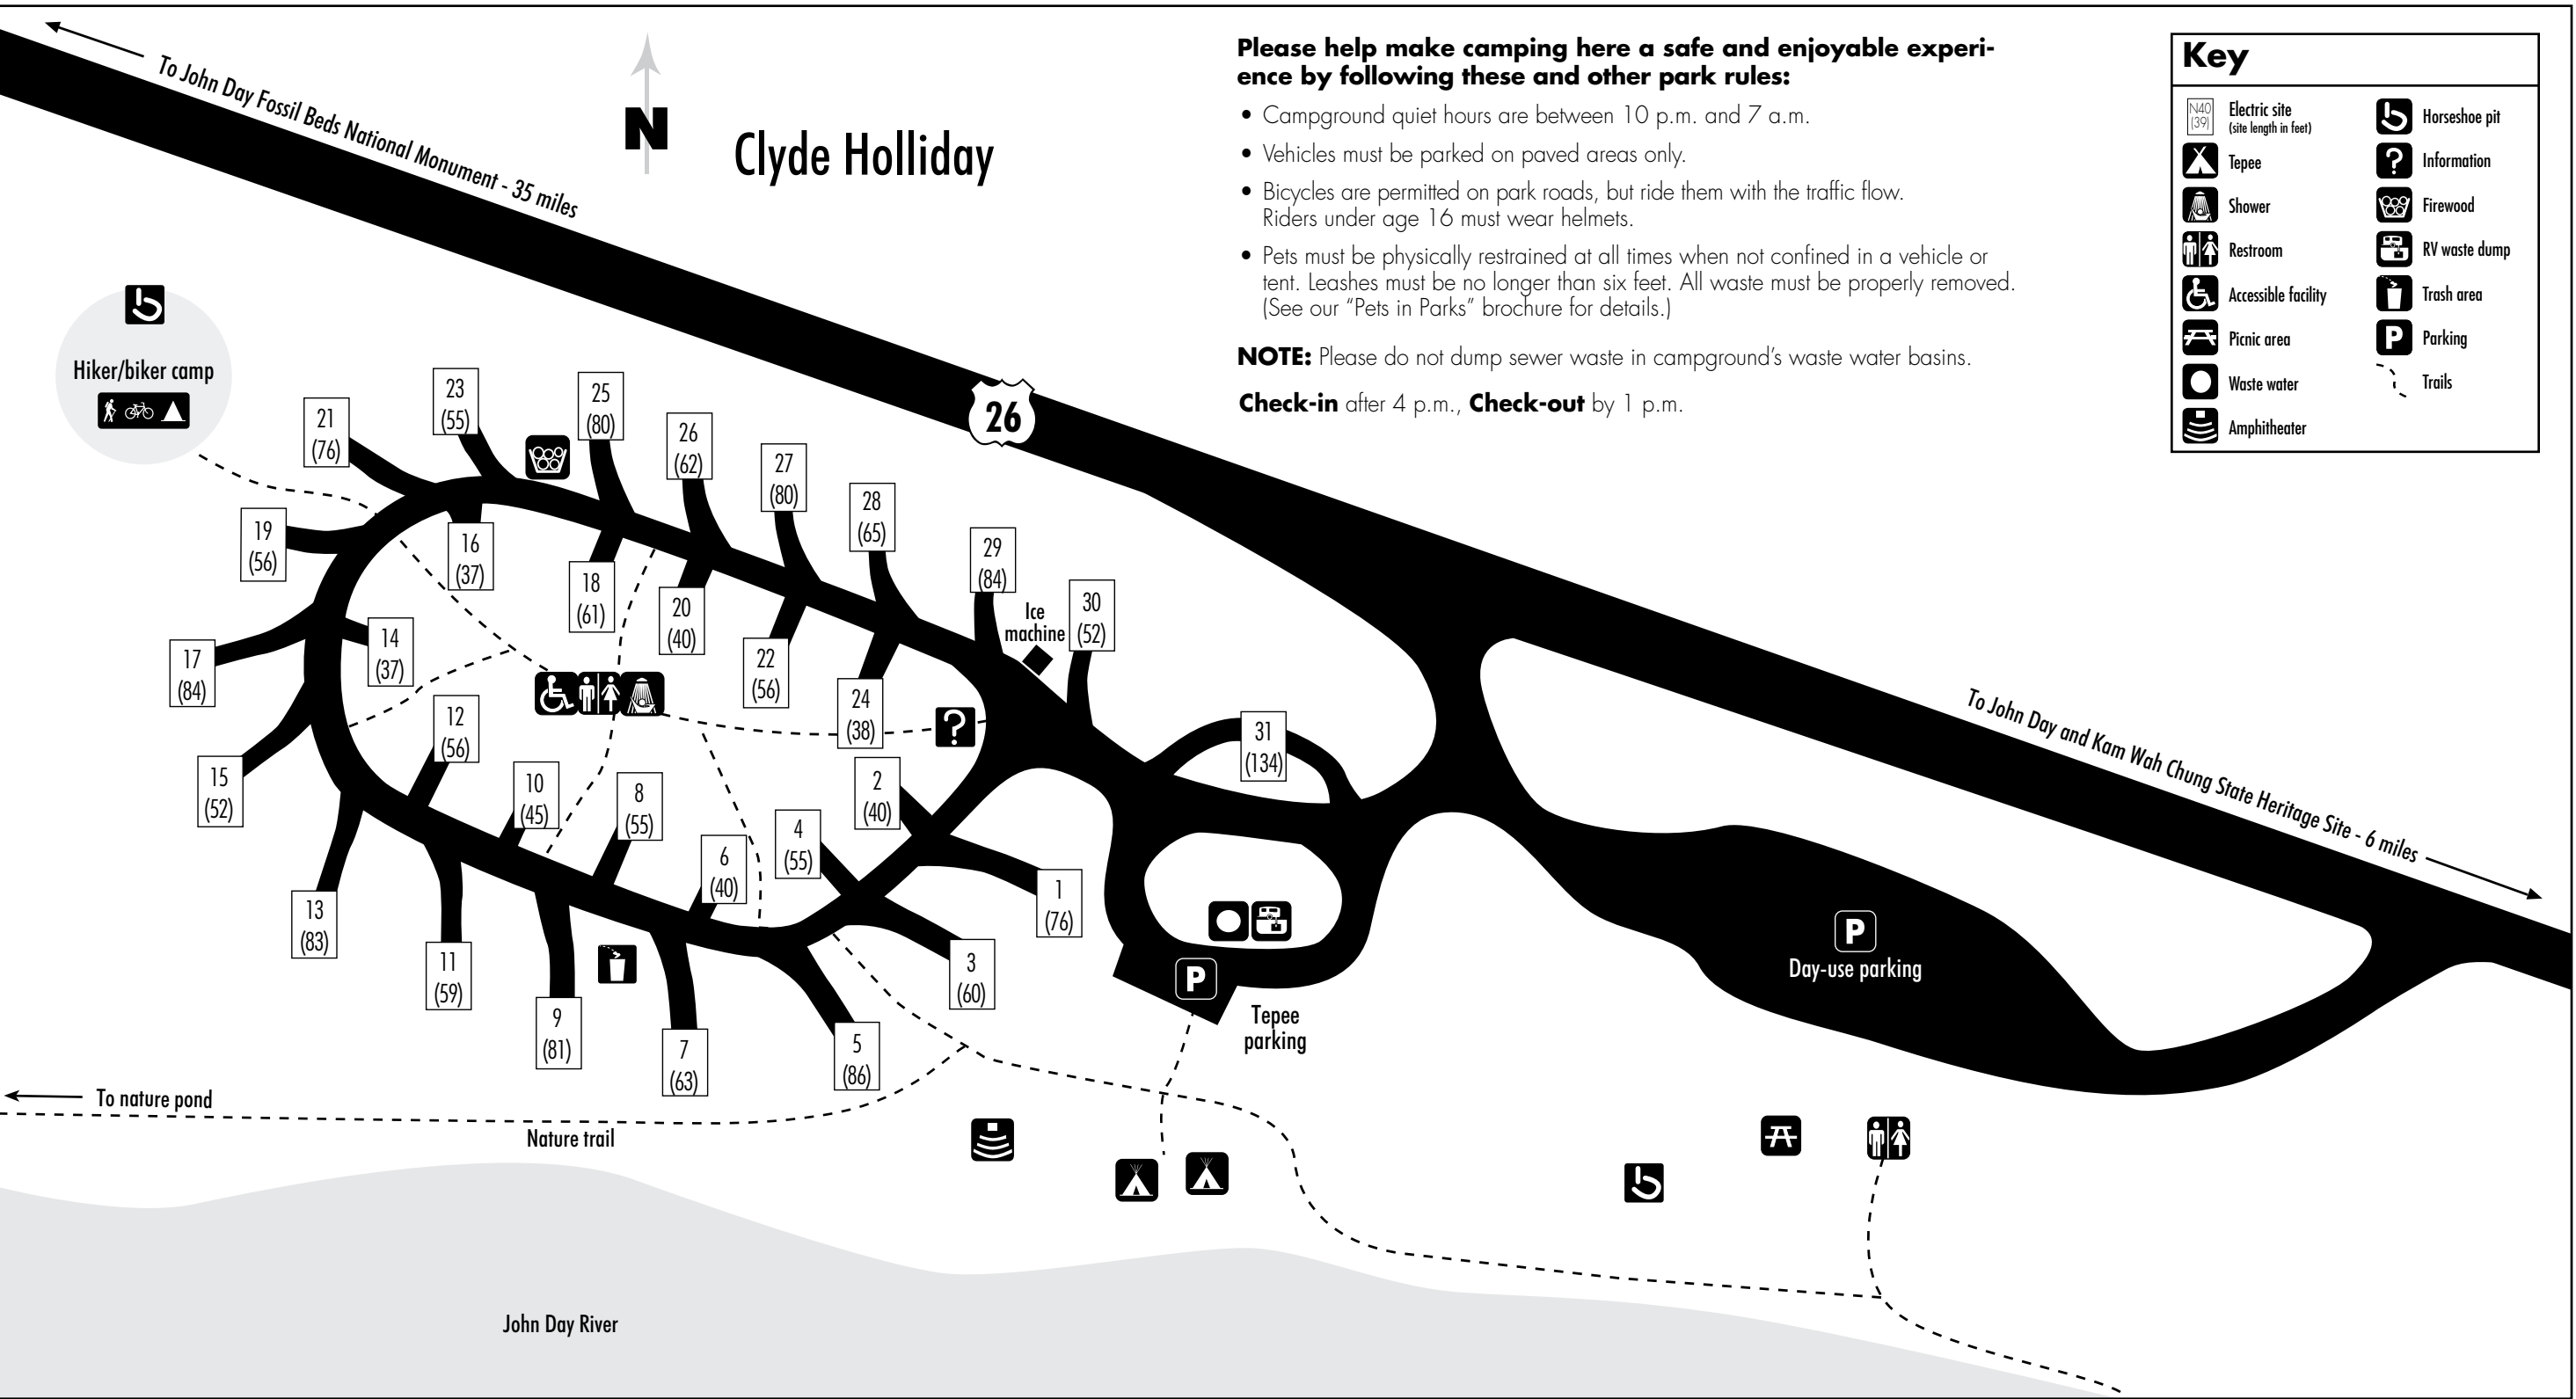 To John Day Fossil Beds National Monument - 35 miles
N
Clyde Holliday
Please help make camping here a safe and enjoyable experi-
ence by following these and other park rules:
• Campground quiet hours are between 10 p.m. and 7 a.m.
• Vehicles must be parked on paved areas only.
• Bicycles are permitted on park roads, but ride them with the traffic flow.
Riders under age 16 must wear helmets.
• Pets must be physically restrained at all times when not confined in a vehicle or
tent. Leashes must be no longer than six feet. All waste must be properly removed.
(See our “Pets in Parks” brochure for details.)
NOTE: Please do not dump sewer waste in campground’s waste water basins.
Check-in after 4 p.m., Check-out by 1 p.m.
Key
N40
(39)
Electric site
(site length in feet)
Tepee
Shower
Restroom
Accessible facility
Picnic area
Waste water
Amphitheater
Horseshoe pit
?
Information
Firewood
RV waste dump
Trash area
P
Parking
Trails
Hiker/biker camp
26
21
(76)
23
(55)
25
(80)
26
(62)
27
(80)
28
(65)
29
(84)
Ice
machine
30
(52)
19
(56)
16
(37)
18
(61)
20
(40)
22
(56)
24
(38)
?
17
(84)
14
(37)
12
(56)
10
(45)
8
(55)
6
(40)
4
(55)
2
(40)
31
(134)
15
(52)
13
(83)
11
(59)
9
(81)
7
(63)
5
(86)
3
(60)
1
(76)
P
Tepee
parking
P
Day-use parking
To John Day and Kam Wah Chung State Heritage Site - 6 miles
To nature pond
Nature trail
John Day River